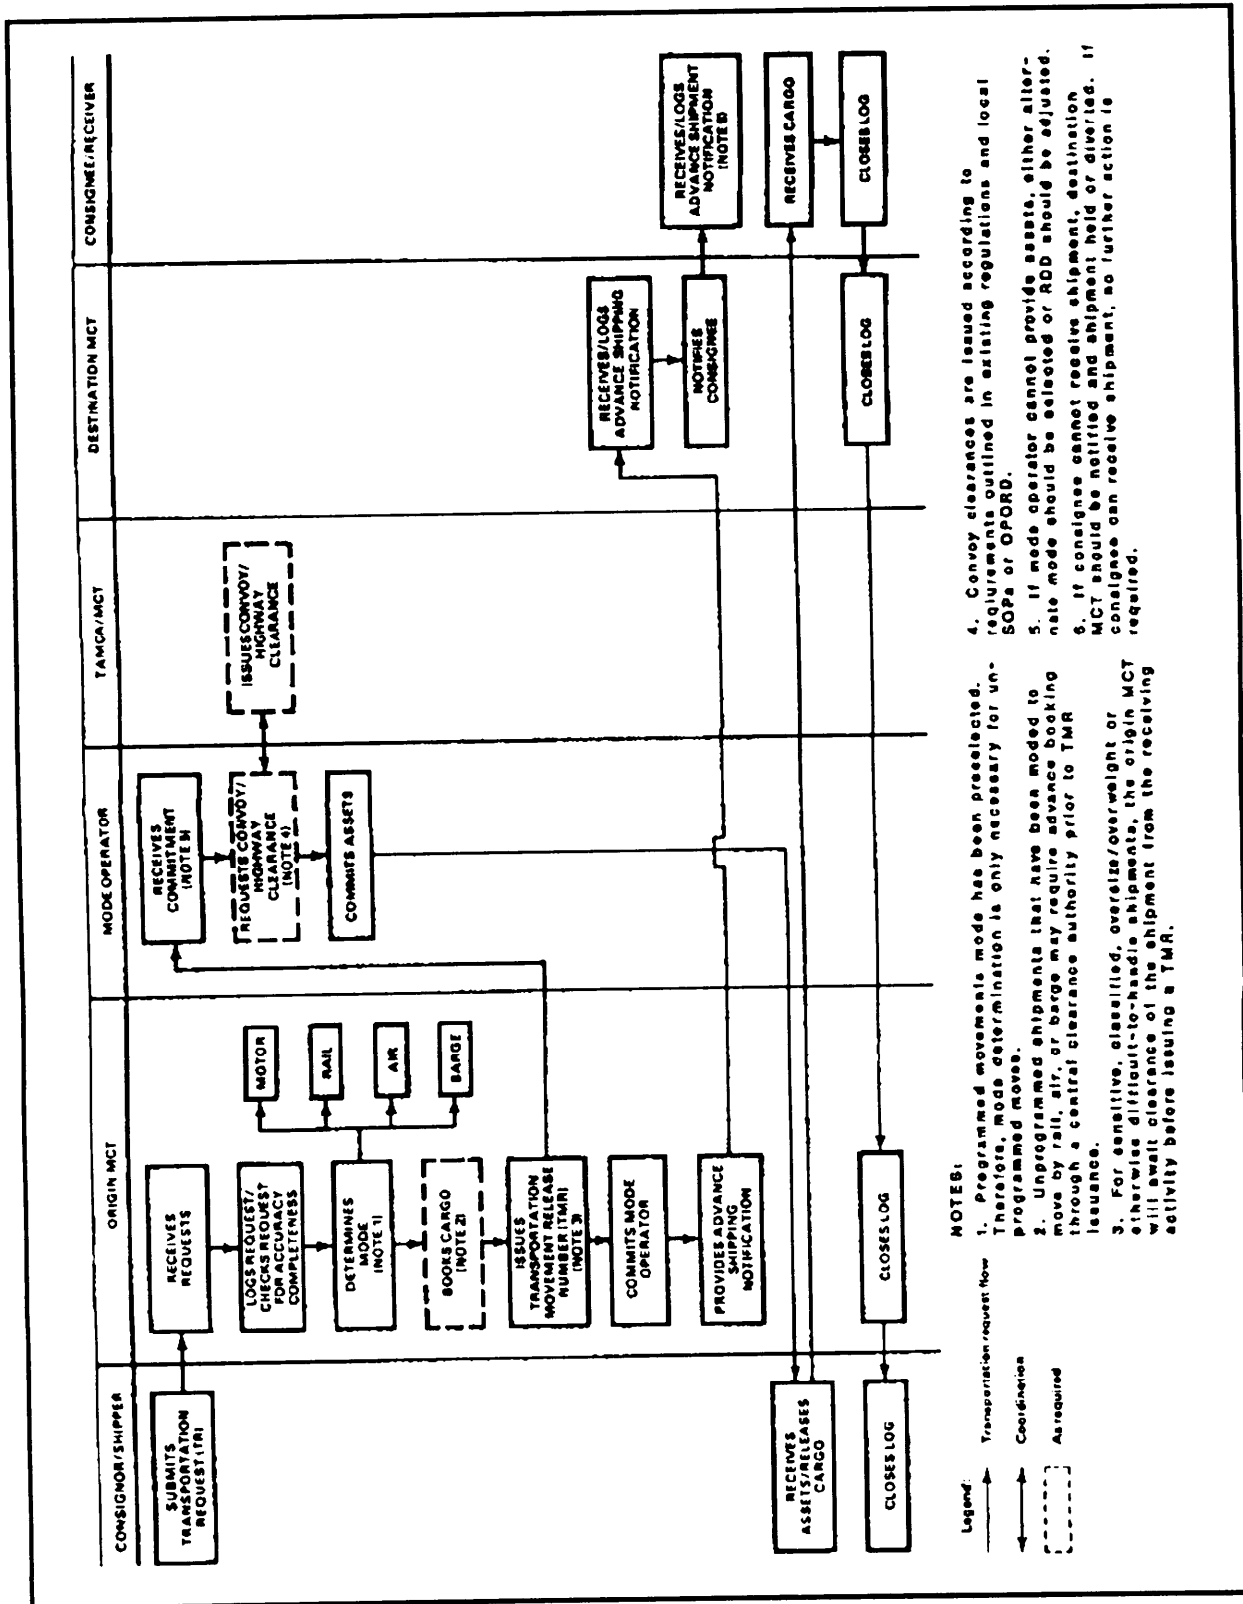 CONSIGNOR/SHIPPER
ORIGIN MCT
MODE OPERATOR
TAMCA/MCT
DESTINATION MCT
CONSIGNEE/RECEIVER
SUBMITS
TRANSPORTATION
REQUEST (TR)
RECEIVES
REQUESTS
LOGS REQUEST/
CHECKS REQUEST
FOR ACCURACY
COMPLETENESS
DETERMINES
MODE
(NOTE 1)
MOTOR
RAIL
AIR
BARGE
BOOKS CARGO
(NOTE 2)
ISSUES
TRANSPORTATION
MOVEMENT RELEASE
NUMBER (TMR)
(NOTE 3)
COMMITS MODE
OPERATOR
PROVIDES ADVANCE
SHIPPING
NOTIFICATION
RECEIVES
COMMITMENT
(NOTE 5)
REQUESTS CONVOY/
HIGHWAY
CLEARANCE
(NOTE 4)
COMMITS ASSETS
ISSUES CONVOY/
HIGHWAY
CLEARANCE
RECEIVES/LOGS
ADVANCE SHIPPING
NOTIFICATION
NOTIFIES
CONSIGNEE
RECEIVES/LOGS
ADVANCE SHIPMENT
NOTIFICATION
(NOTE 6)
RECEIVES
ASSETS/RELEASES
CARGO
RECEIVES CARGO
CLOSES LOG
CLOSES LOG
CLOSES LOG
CLOSES LOG
Legend:
Transportation request flow
Coordination
As required
NOTES:
1. Programmed movements mode has been preselected.
Therefore, mode determination is only necessary for un-
programmed moves.
2. Unprogrammed shipments that have been moded to
move by rail, air, or barge may require advance booking
through a central clearance authority prior to TMR
issuance.
3. For sensitive, classified, oversize/overweight or
otherwise difficult-to-handle shipments, the origin MCT
will await clearance of the shipment from the receiving
activity before issuing a TMR.
4. Convoy clearances are issued according to
reqiurements outlined in existing regulations and local
SOPs or OPORD.
5. If mode operator cannot provide assets, either alter-
nate mode should be selected or RDD should be adjusted.
6. If consignee cannot receive shipment, destination
MCT should be notified and shipment held or diverted. If
consignee can receive shipment, no further action is
required.